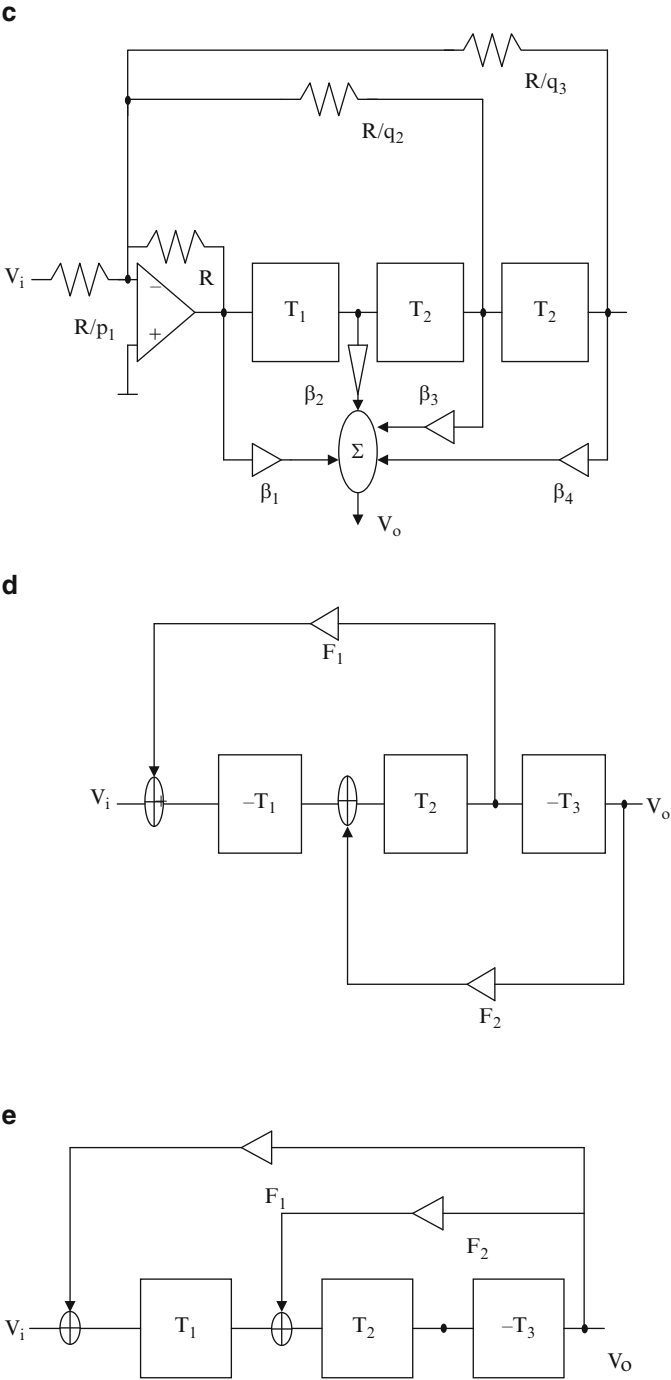 c
R/q₃
R/q₂
Vᵢ
R/p₁
−
+
R
T₁
T₂
T₂
β₂
β₃
Σ
β₁
β₄
Vₒ
d
F₁
Vᵢ
+
−T₁
T₂
−T₃
Vₒ
F₂
e
F₁
F₂
Vᵢ
T₁
T₂
−T₃
Vo